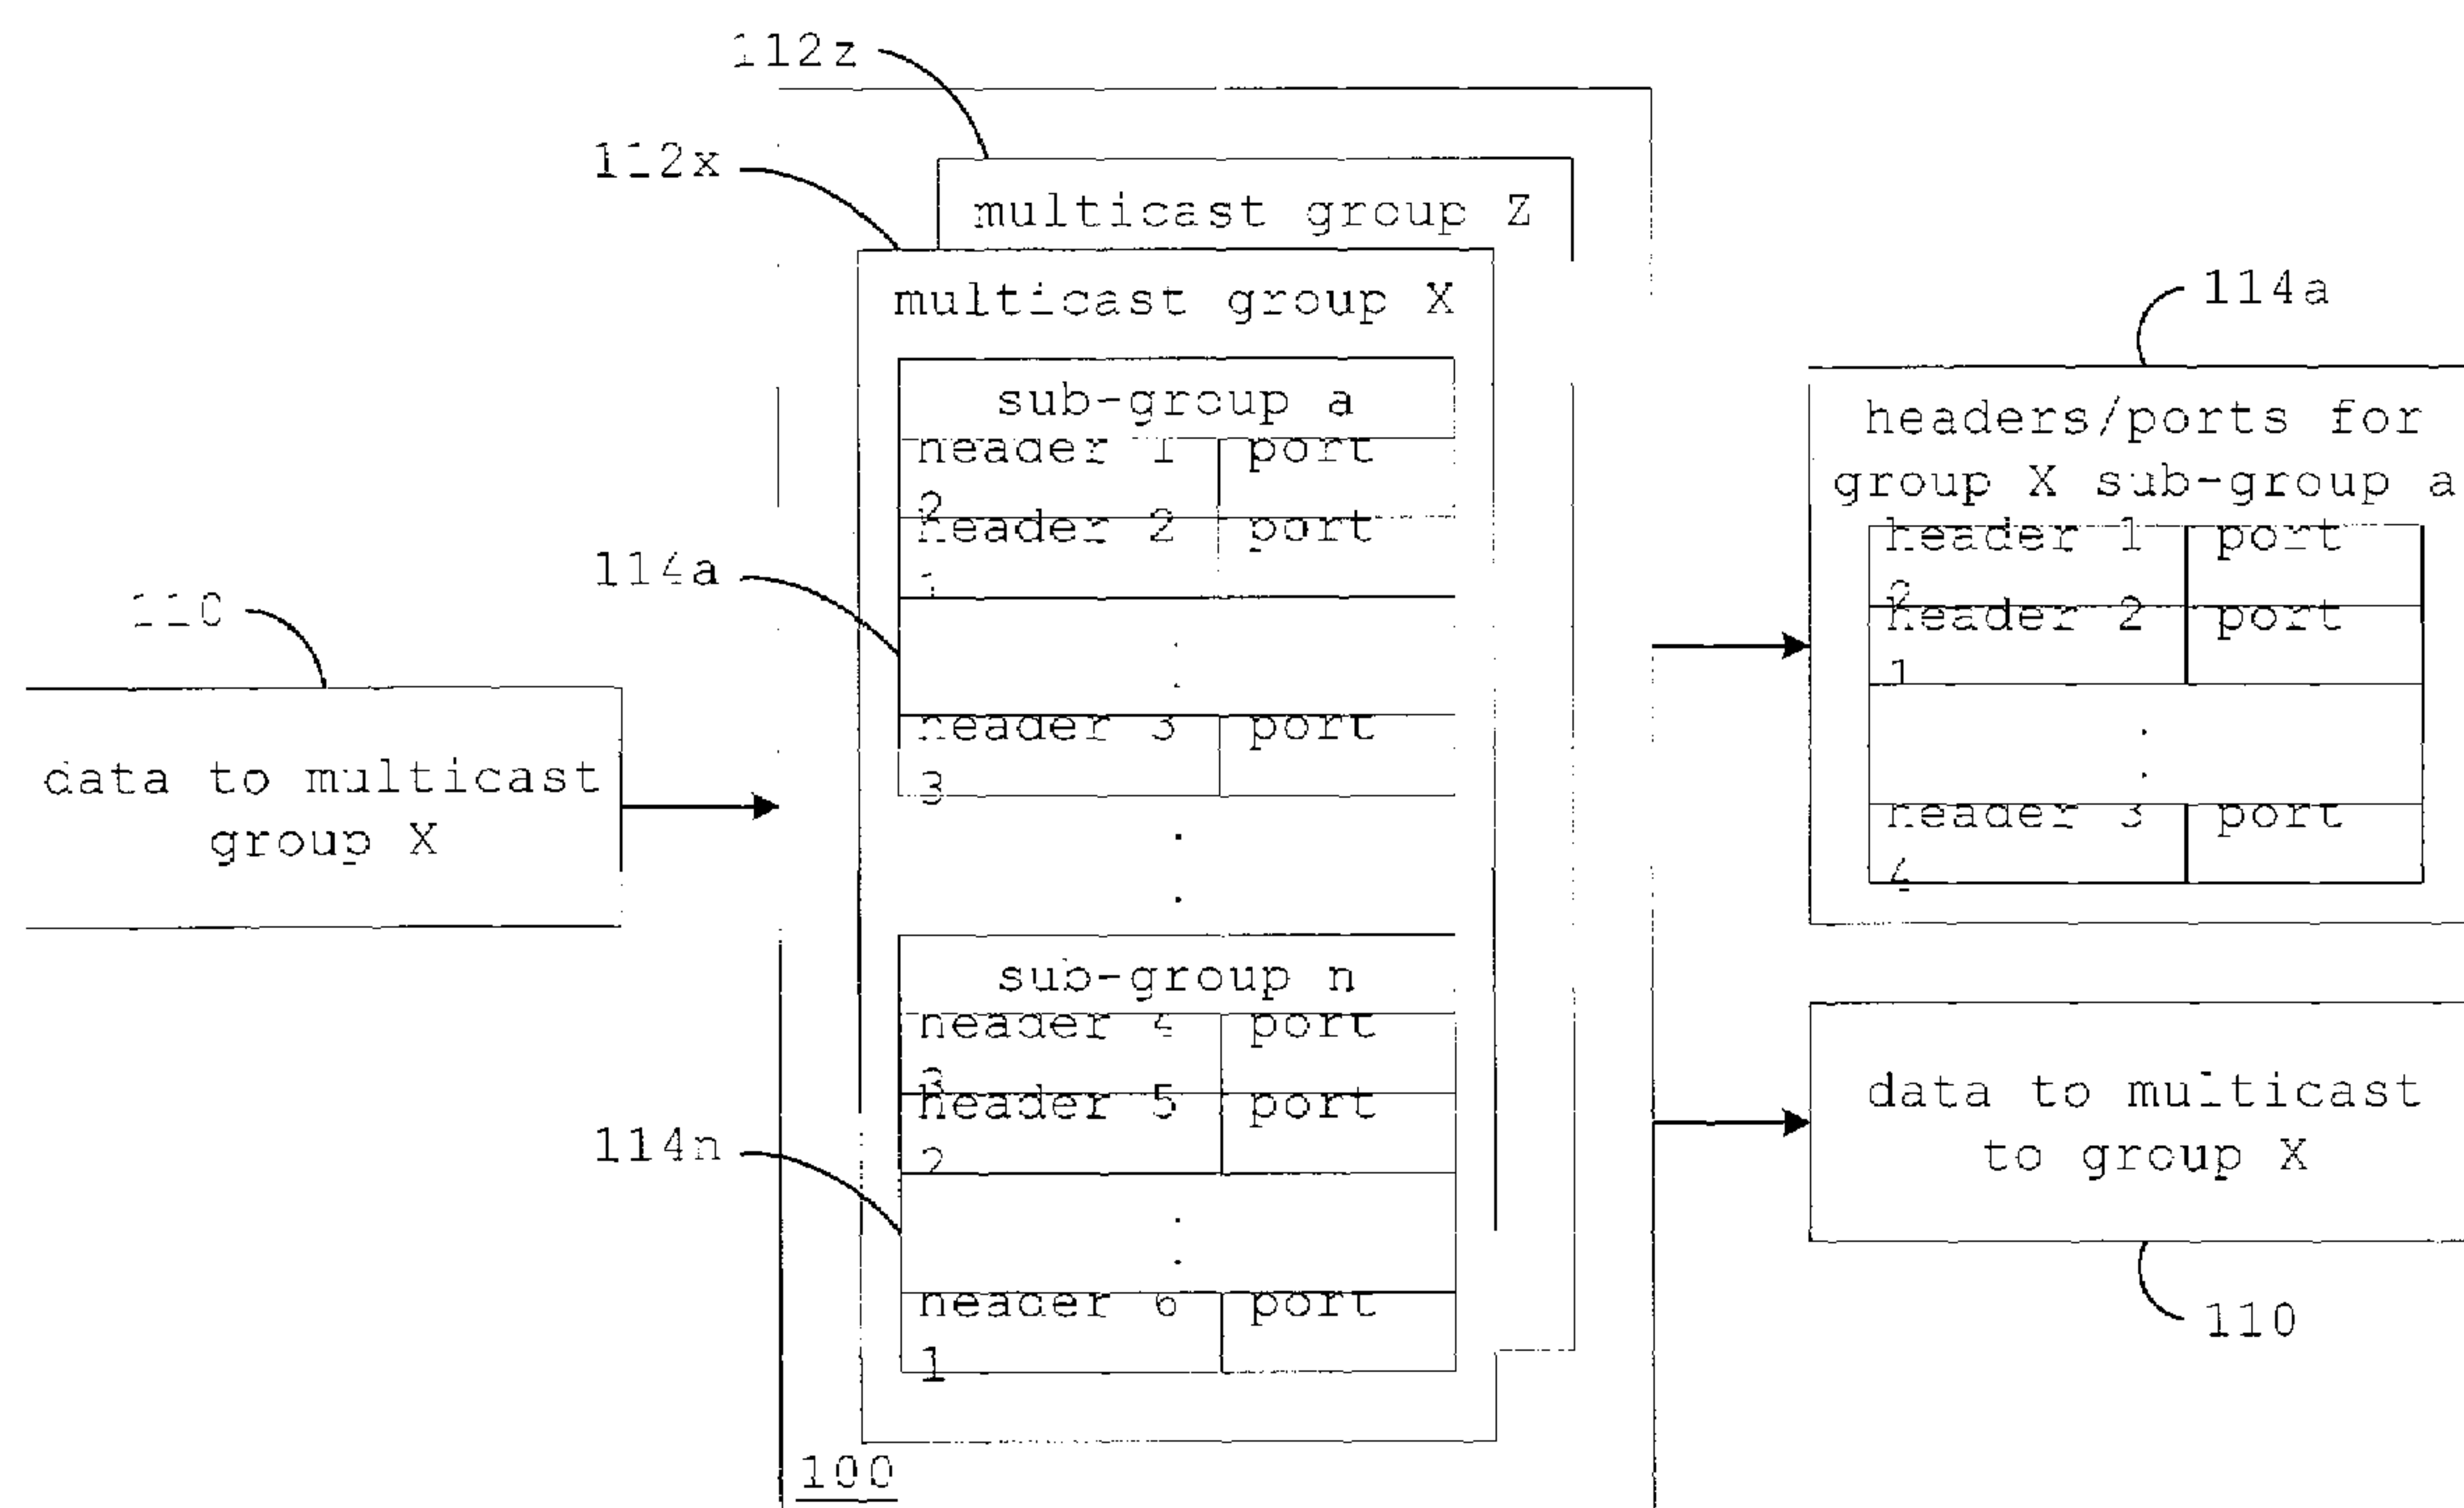 112z
112x
multicast group Z
multicast group X
114a
sub-group a
header 1 port
2
header 2 port
1
.
.
header 3 port
3
.
.
sub-group n
header 4 port
3
header 5 port
2
.
.
header 6 port
1
114a
114n
110
data to multicast
group X
headers/ports for
group X sub-group a
header 1 port
2
header 2 port
1
.
.
header 3 port
4
data to multicast
to group X
110
100